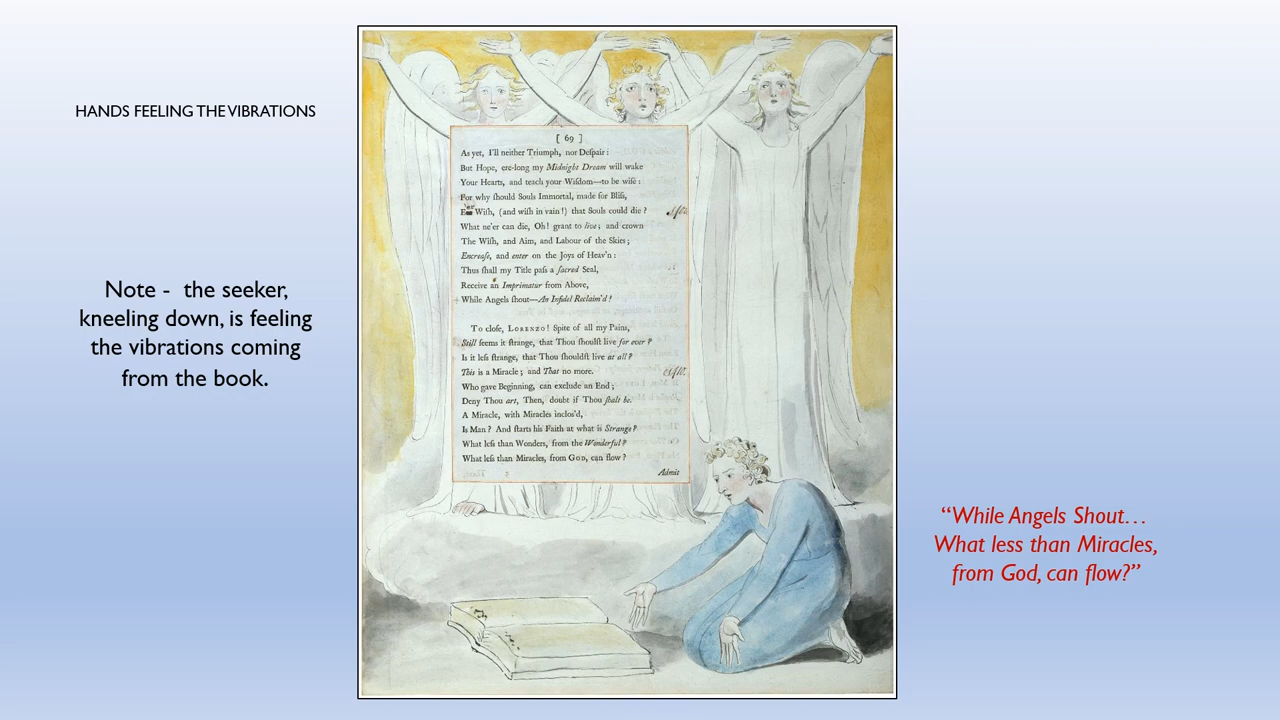 HANDS FEELING THE VIBRATIONS
Note - the seeker,
kneeling down, is feeling
the vibrations coming
from the book.
[ 69 ]
As yet, I'll neither Triumph, nor Deſpair:
But Hope, ere-long my Midnight Dream will wake
Your Hearts, and teach your Wiſdom—to be wiſe:
For why ſhould Souls Immortal, made for Bliſs,
Wiſh, (and wiſh in vain!) that Souls could die?
What ne'er can die, Oh! grant to live; and crown
The Wiſh, and Aim, and Labour of the Skies;
Encreaſe, and enter on the Joys of Heav'n:
Thus ſhall my Title paſs a ſacred Seal,
Receive an Imprimatur from Above,
While Angels ſhout—An Infidel Reclaim'd!
To cloſe, LORENZO! Spite of all my Pains,
Still ſeems it ſtrange, that Thou ſhoulſt live for ever?
Is it leſs ſtrange, that Thou ſhouldſt live at all?
This is a Miracle; and That no more.
Who gave Beginning, can exclude an End;
Deny Thou art, Then, doubt if Thou ſhalt be.
A Miracle, with Miracles inclos'd,
Is Man? And ſtarts his Faith at what is Strange?
What leſs than Wonders, from the Wonderful?
What leſs than Miracles, from GOD, can flow?
Admit
“While Angels Shout…
What less than Miracles,
from God, can flow?”